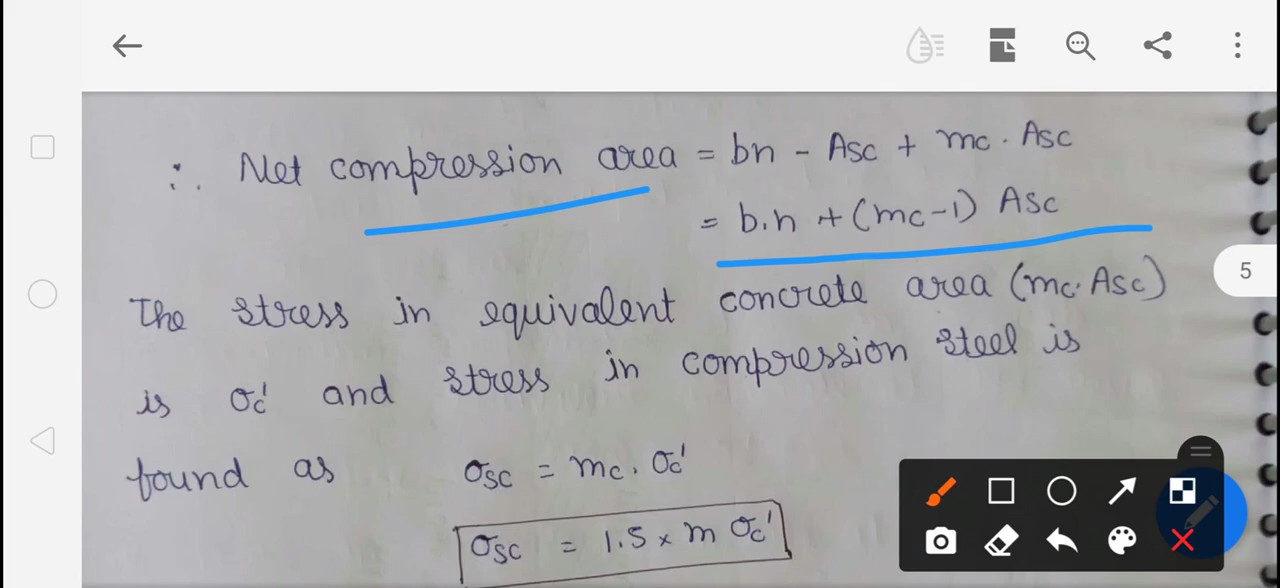 ∴ Net compression area = bn - Asc + mc . Asc
= b.n + (mc-1) Asc
The stress in equivalent concrete area (mc.Asc)
is σc' and stress in compression steel is
found as σsc = mc . σc'
σsc = 1.5 x m σc'
5